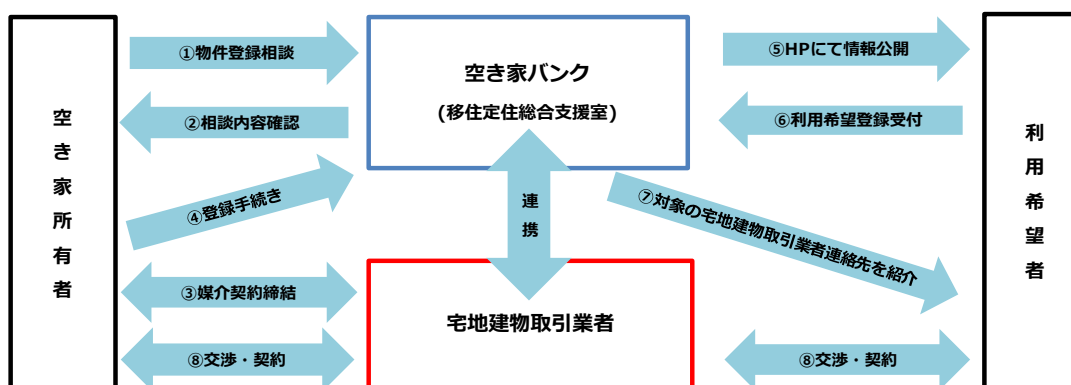 空き家所有者
①物件登録相談
②相談内容確認
④登録手続き
③媒介契約締結
⑧交渉・契約
空き家バンク
(移住定住総合支援室)
連携
宅地建物取引業者
⑤HPにて情報公開
⑥利用希望登録受付
⑦対象の宅地建物取引業者連絡先を紹介
⑧交渉・契約
利用希望者